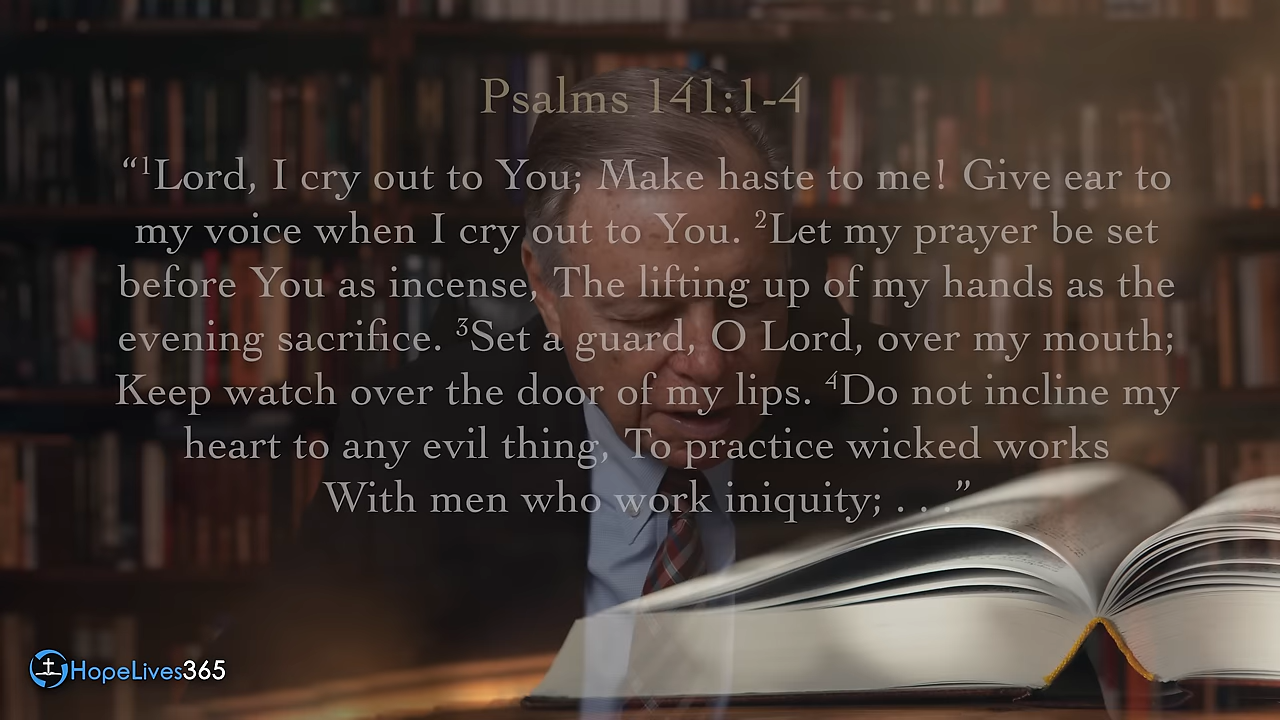 Psalms 141:1-4
“¹Lord, I cry out to You; Make haste to me! Give ear to
my voice when I cry out to You. ²Let my prayer be set
before You as incense, The lifting up of my hands as the
evening sacrifice. ³Set a guard, O Lord, over my mouth;
Keep watch over the door of my lips. ⁴Do not incline my
heart to any evil thing, To practice wicked works
With men who work iniquity; . . .”
HopeLives365